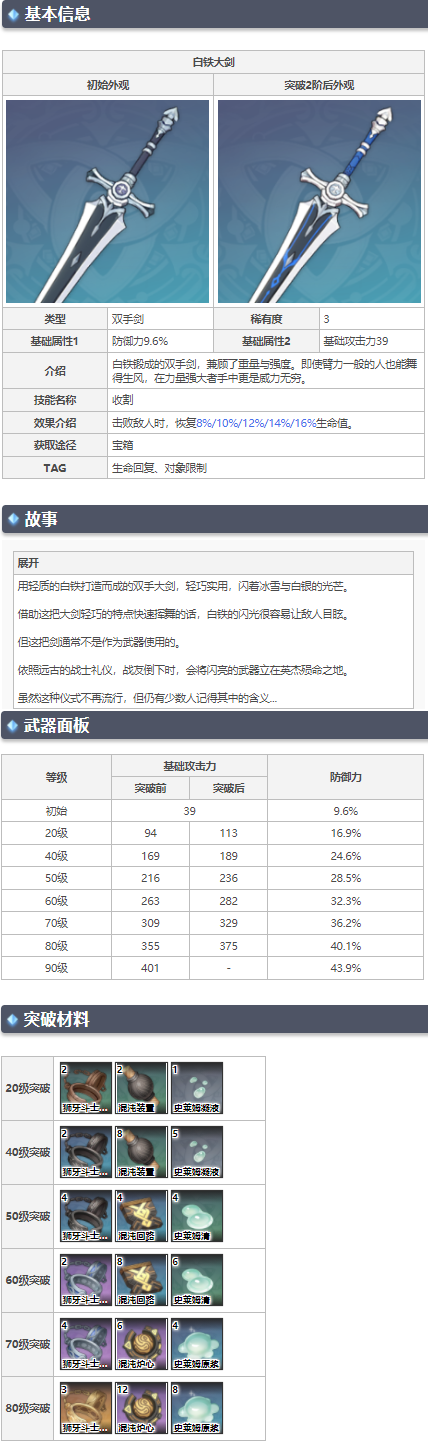 基本信息
白铁大剑
初始外观 突破2阶后外观
类型 双手剑 稀有度 3
基础属性1 防御力9.6% 基础属性2 基础攻击力39
介绍 白铁锻成的双手剑，兼顾了重量与强度。即使臂力一般的人也能舞
得生风，在力量强大者手中更是威力无穷。
技能名称 收割
效果介绍 击败敌人时，恢复8%/10%/12%/14%/16%生命值。
获取途径 宝箱
TAG 生命回复、对象限制
故事
展开
用轻质的白铁打造而成的双手大剑，轻巧实用，闪着冰雪与白银的光芒。
借助这把大剑轻巧的特点快速挥舞的话，白铁的闪光很容易让敌人目眩。
但这把剑通常不是作为武器使用的。
依照远古的战士礼仪，战友倒下时，会将闪亮的武器立在英杰殒命之地。
虽然这种仪式不再流行，但仍有少数人记得其中的含义...
武器面板
等级 基础攻击力 防御力
突破前 突破后
初始 39 9.6%
20级 94 113 16.9%
40级 169 189 24.6%
50级 216 236 28.5%
60级 263 282 32.3%
70级 309 329 36.2%
80级 355 375 40.1%
90级 401 - 43.9%
突破材料
20级突破 2 狮牙斗士... 2 混沌装置 1 史莱姆凝液
40级突破 2 狮牙斗士... 8 混沌装置 5 史莱姆凝液
50级突破 4 狮牙斗士... 4 混沌回路 4 史莱姆清
60级突破 2 狮牙斗士... 8 混沌回路 6 史莱姆清
70级突破 4 狮牙斗士... 6 混沌炉心 4 史莱姆原浆
80级突破 3 狮牙斗士... 12 混沌炉心 8 史莱姆原浆